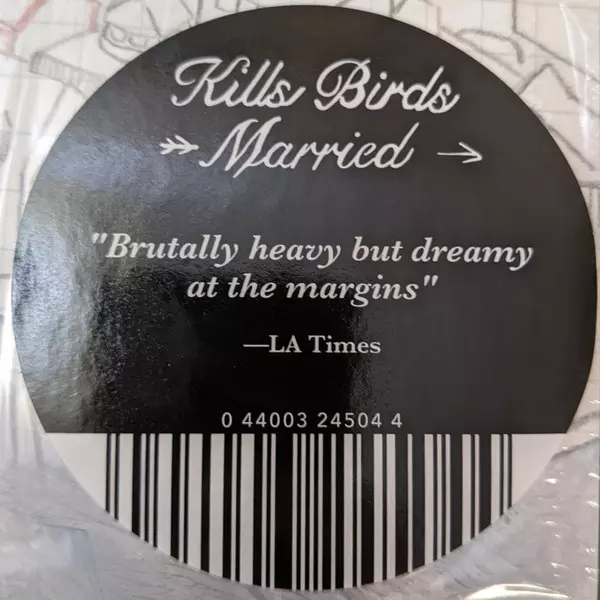 Kills Birds
Married
"Brutally heavy but dreamy
at the margins"
—LA Times
0 44003 24504 4